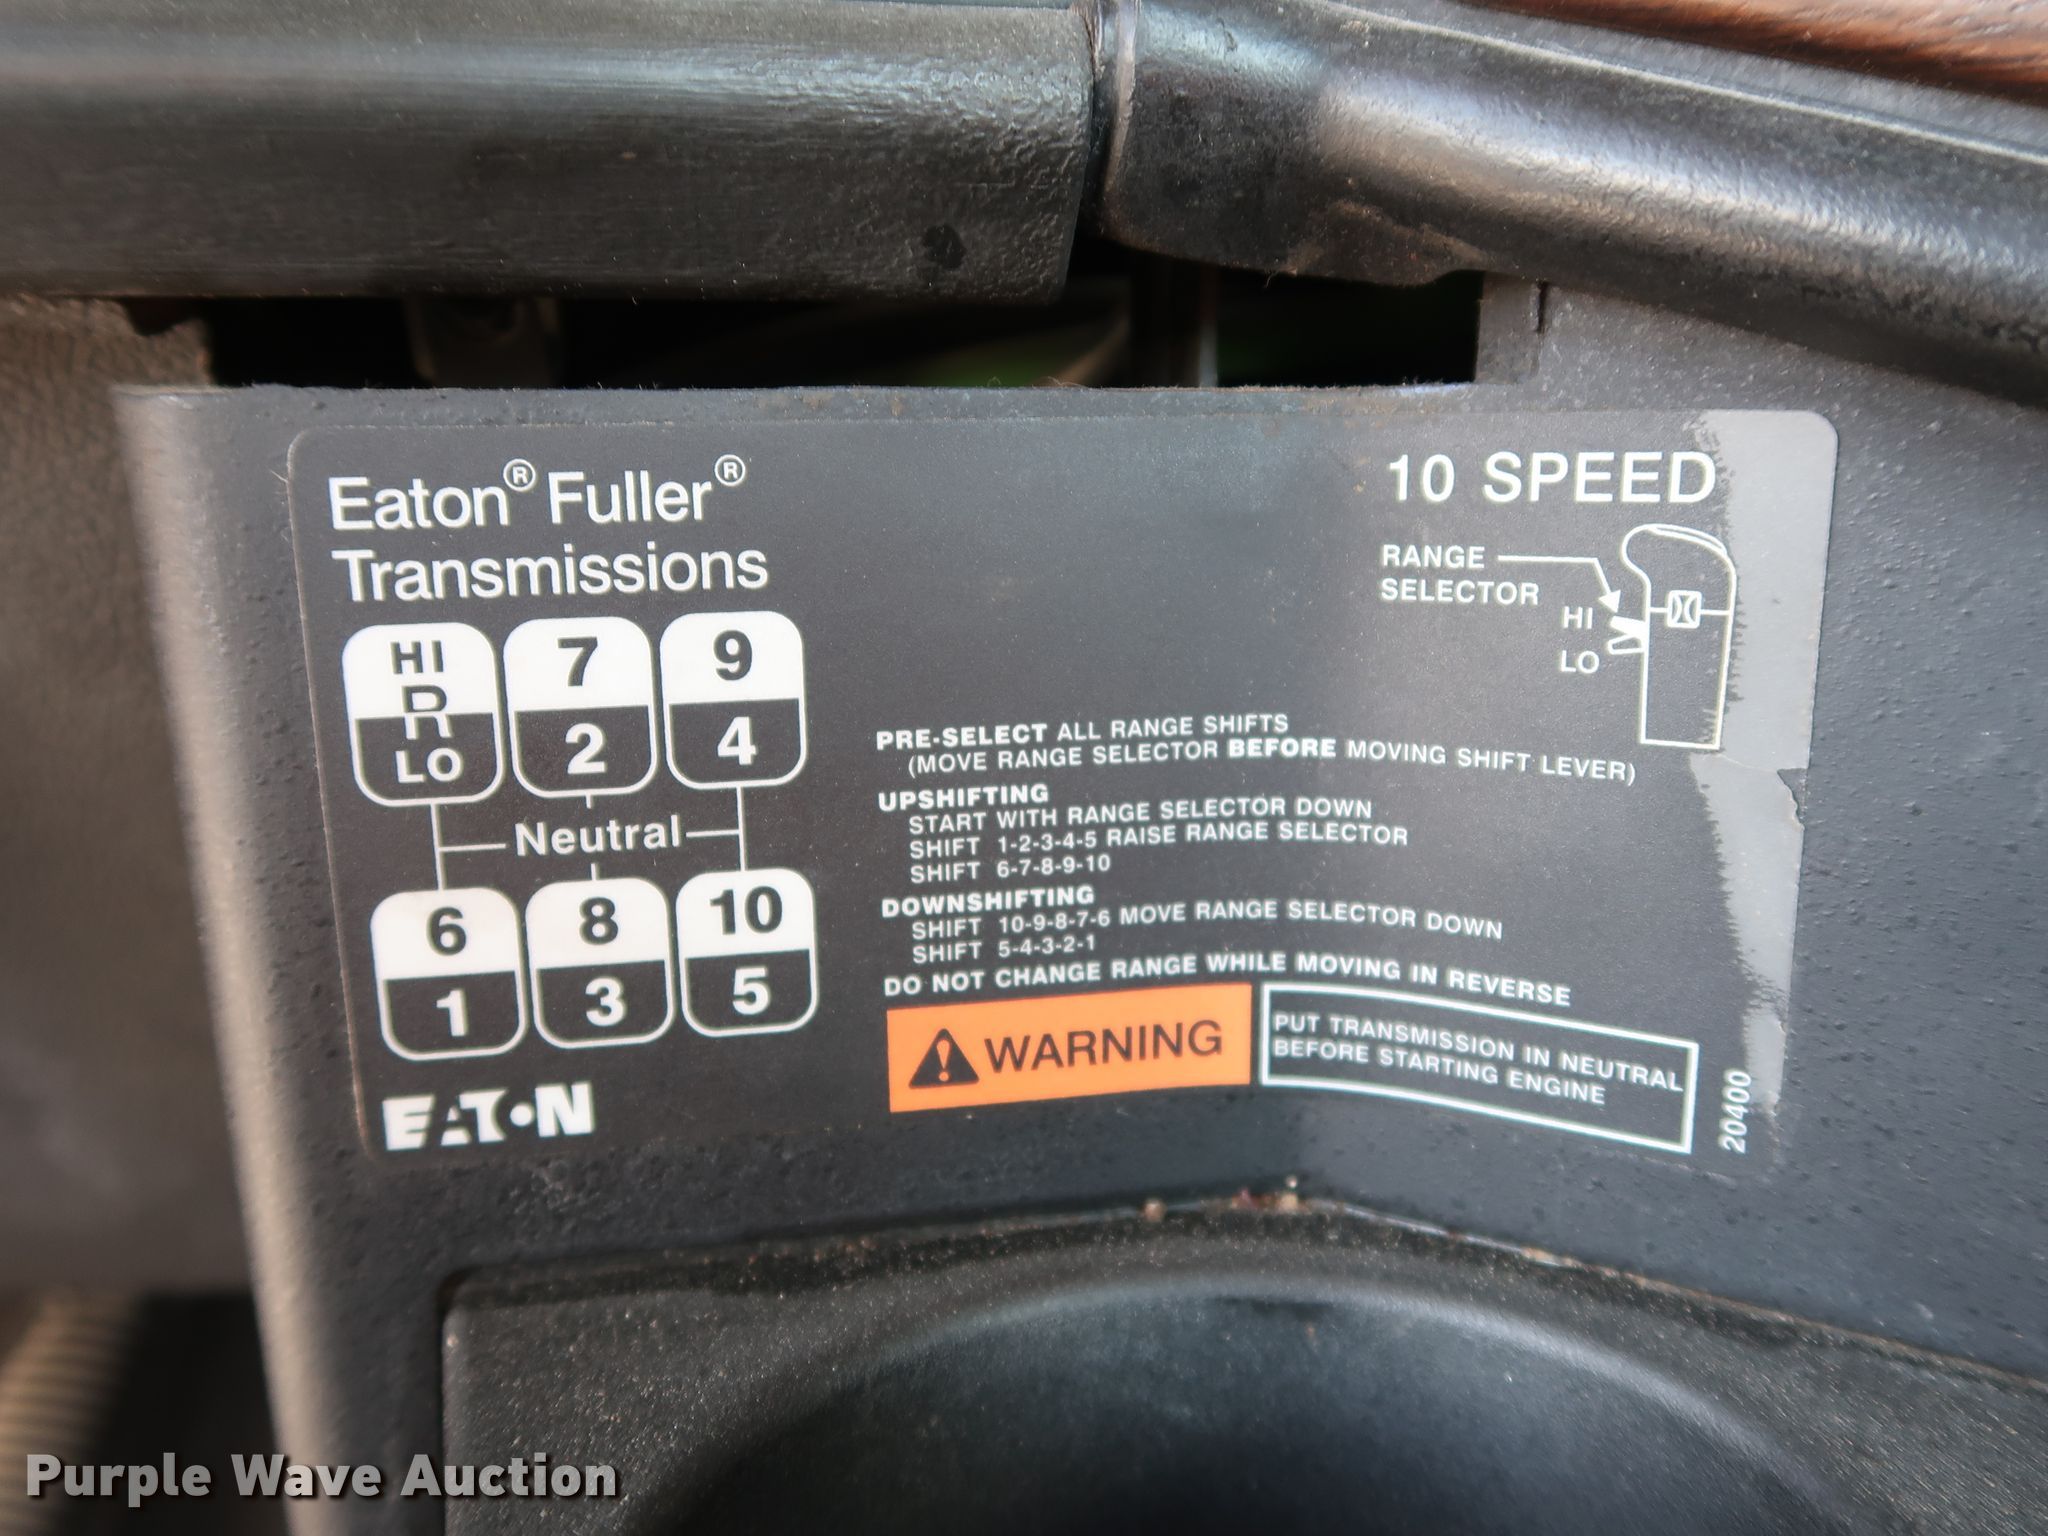 Eaton® Fuller®
Transmissions
10 SPEED
RANGE
SELECTOR
HI
LO
HI
R
LO
7
2
9
4
Neutral
6
1
8
3
10
5
EATON
PRE-SELECT ALL RANGE SHIFTS
(MOVE RANGE SELECTOR BEFORE MOVING SHIFT LEVER)
UPSHIFTING
START WITH RANGE SELECTOR DOWN
SHIFT 1-2-3-4-5 RAISE RANGE SELECTOR
SHIFT 6-7-8-9-10
DOWNSHIFTING
SHIFT 10-9-8-7-6 MOVE RANGE SELECTOR DOWN
SHIFT 5-4-3-2-1
DO NOT CHANGE RANGE WHILE MOVING IN REVERSE
WARNING
PUT TRANSMISSION IN NEUTRAL
BEFORE STARTING ENGINE
20400
Purple Wave Auction